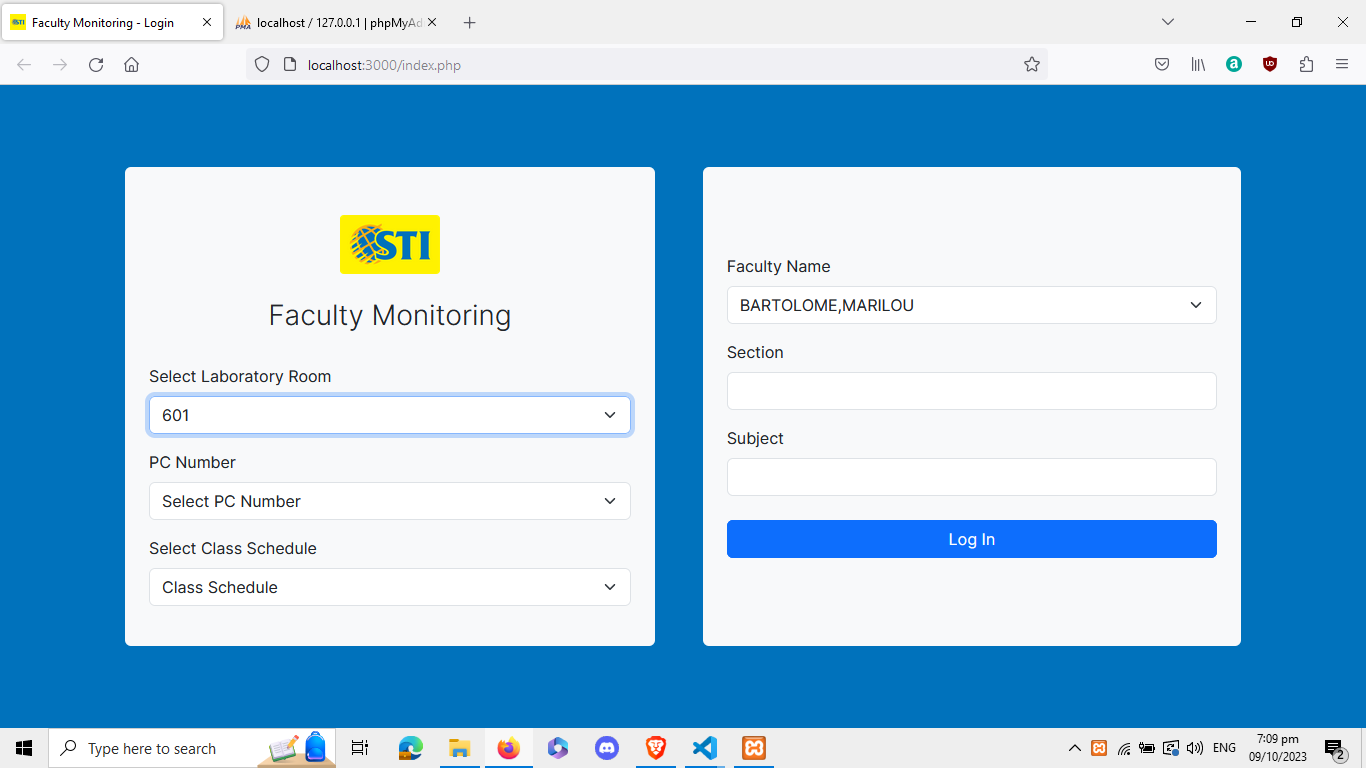 Faculty Monitoring - Login
localhost / 127.0.0.1 | phpMyAd
localhost:3000/index.php
STI
Faculty Monitoring
Select Laboratory Room
601
PC Number
Select PC Number
Select Class Schedule
Class Schedule
Faculty Name
BARTOLOME,MARILOU
Section
Subject
Log In
Type here to search
ENG
7:09 pm
09/10/2023
2